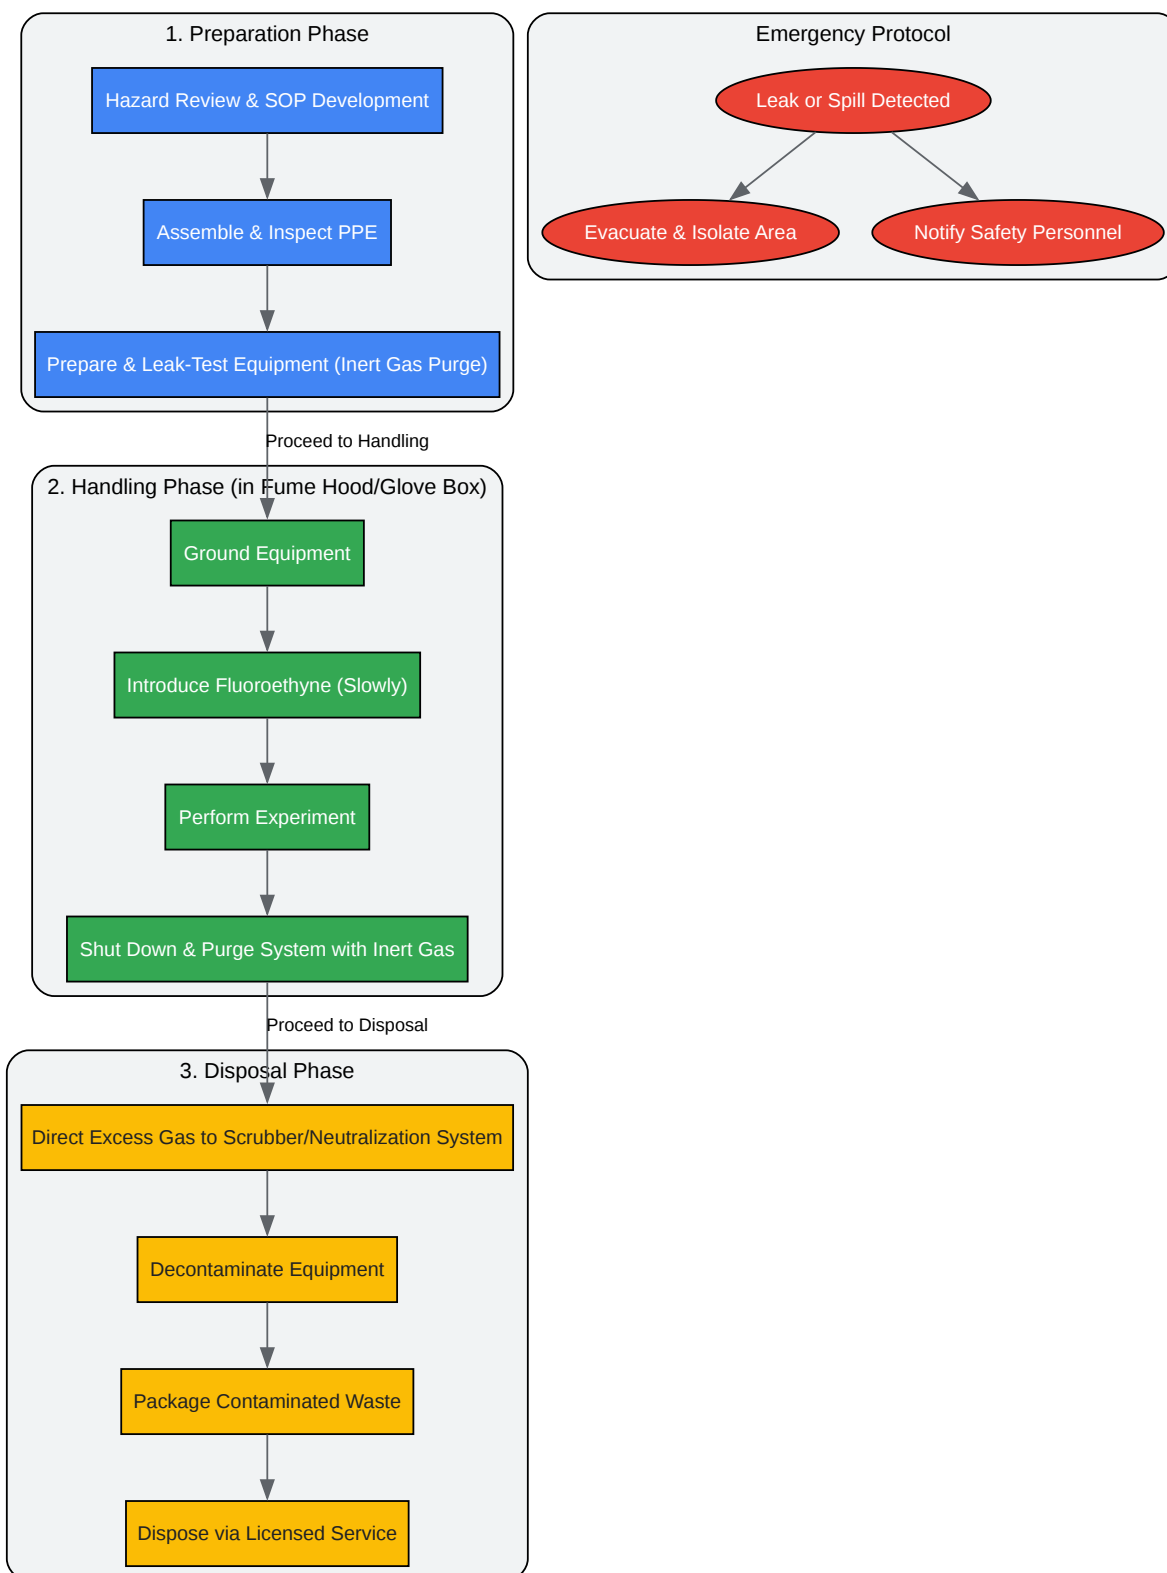 1. Preparation Phase
Hazard Review & SOP Development
Assemble & Inspect PPE
Prepare & Leak-Test Equipment (Inert Gas Purge)
Proceed to Handling
2. Handling Phase (in Fume Hood/Glove Box)
Ground Equipment
Introduce Fluoroethyne (Slowly)
Perform Experiment
Shut Down & Purge System with Inert Gas
Proceed to Disposal
3. Disposal Phase
Direct Excess Gas to Scrubber/Neutralization System
Decontaminate Equipment
Package Contaminated Waste
Dispose via Licensed Service
Emergency Protocol
Leak or Spill Detected
Evacuate & Isolate Area
Notify Safety Personnel